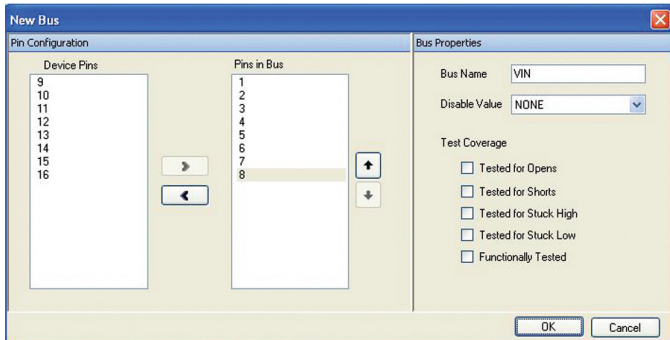 New Bus
Pin Configuration
Device Pins
9
10
11
12
13
14
15
16
Pins in Bus
1
2
3
4
5
6
7
8
Bus Properties
Bus Name VIN
Disable Value NONE
Test Coverage
Tested for Opens
Tested for Shorts
Tested for Stuck High
Tested for Stuck Low
Functionally Tested
OK Cancel